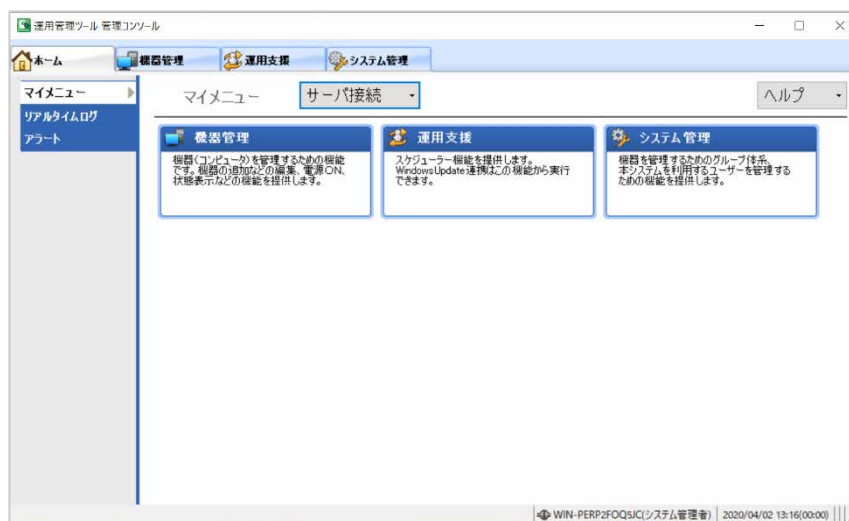 運用管理ツール 管理コンソール
ホーム 機器管理 運用支援 システム管理
マイメニュー
リアルタイムログ
アラート
マイメニュー サーバ接続 ヘルプ
機器管理
機器(コンピュータ)を管理するための機能
です。機器の追加などの編集、電源ON、
状態表示などの機能を提供します。
運用支援
スケジューラー機能を提供します。
WindowsUpdate連携はこの機能から実行
できます。
システム管理
機器を管理するためのグループ体系、
本システムを利用するユーザーを管理する
ための機能を提供します。
WIN-PERP2FOQSJC(システム管理者) 2020/04/02 13:16(00:00)